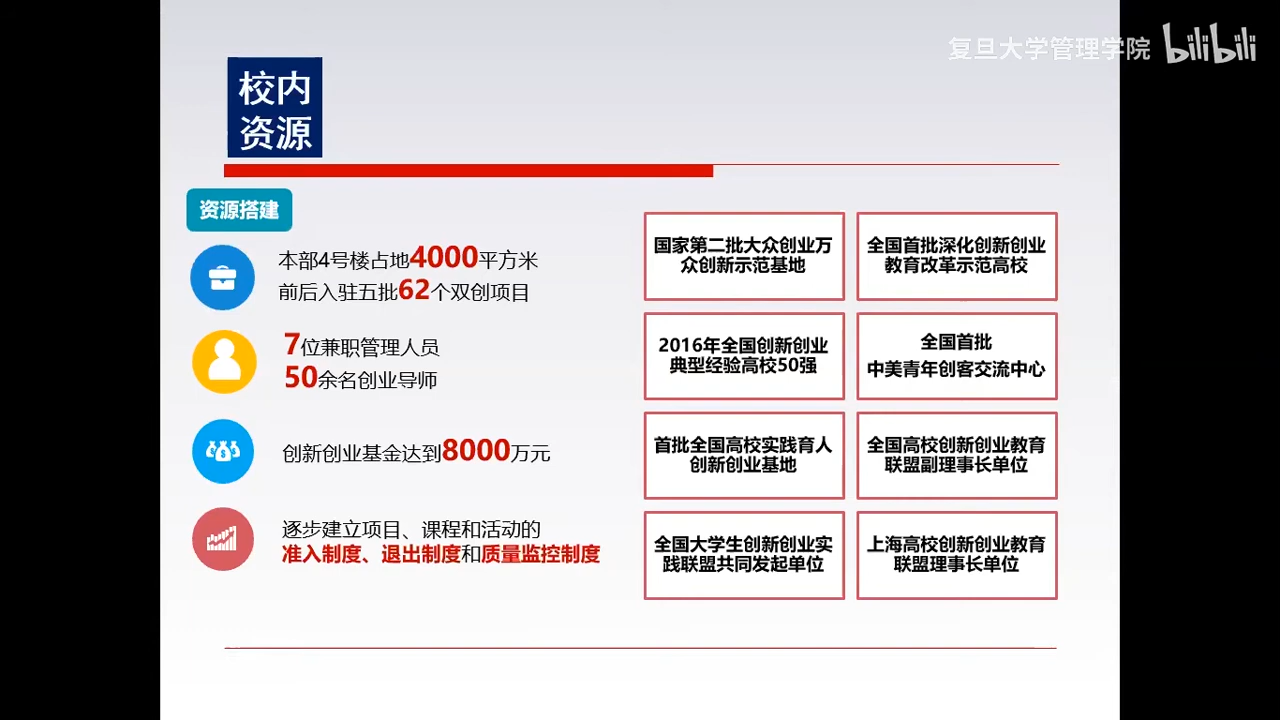 复旦大学管理学院 bilibili
校内
资源
资源搭建
本部4号楼占地4000平方米
前后入驻五批62个双创项目
7位兼职管理人员
50余名创业导师
创新创业基金达到8000万元
逐步建立项目、课程和活动的
准入制度、退出制度和质量监控制度
国家第二批大众创业万
众创新示范基地
全国首批深化创新创业
教育改革示范高校
2016年全国创新创业
典型经验高校50强
全国首批
中美青年创客交流中心
首批全国高校实践育人
创新创业基地
全国高校创新创业教育
联盟副理事长单位
全国大学生创新创业实
践联盟共同发起单位
上海高校创新创业教育
联盟理事长单位